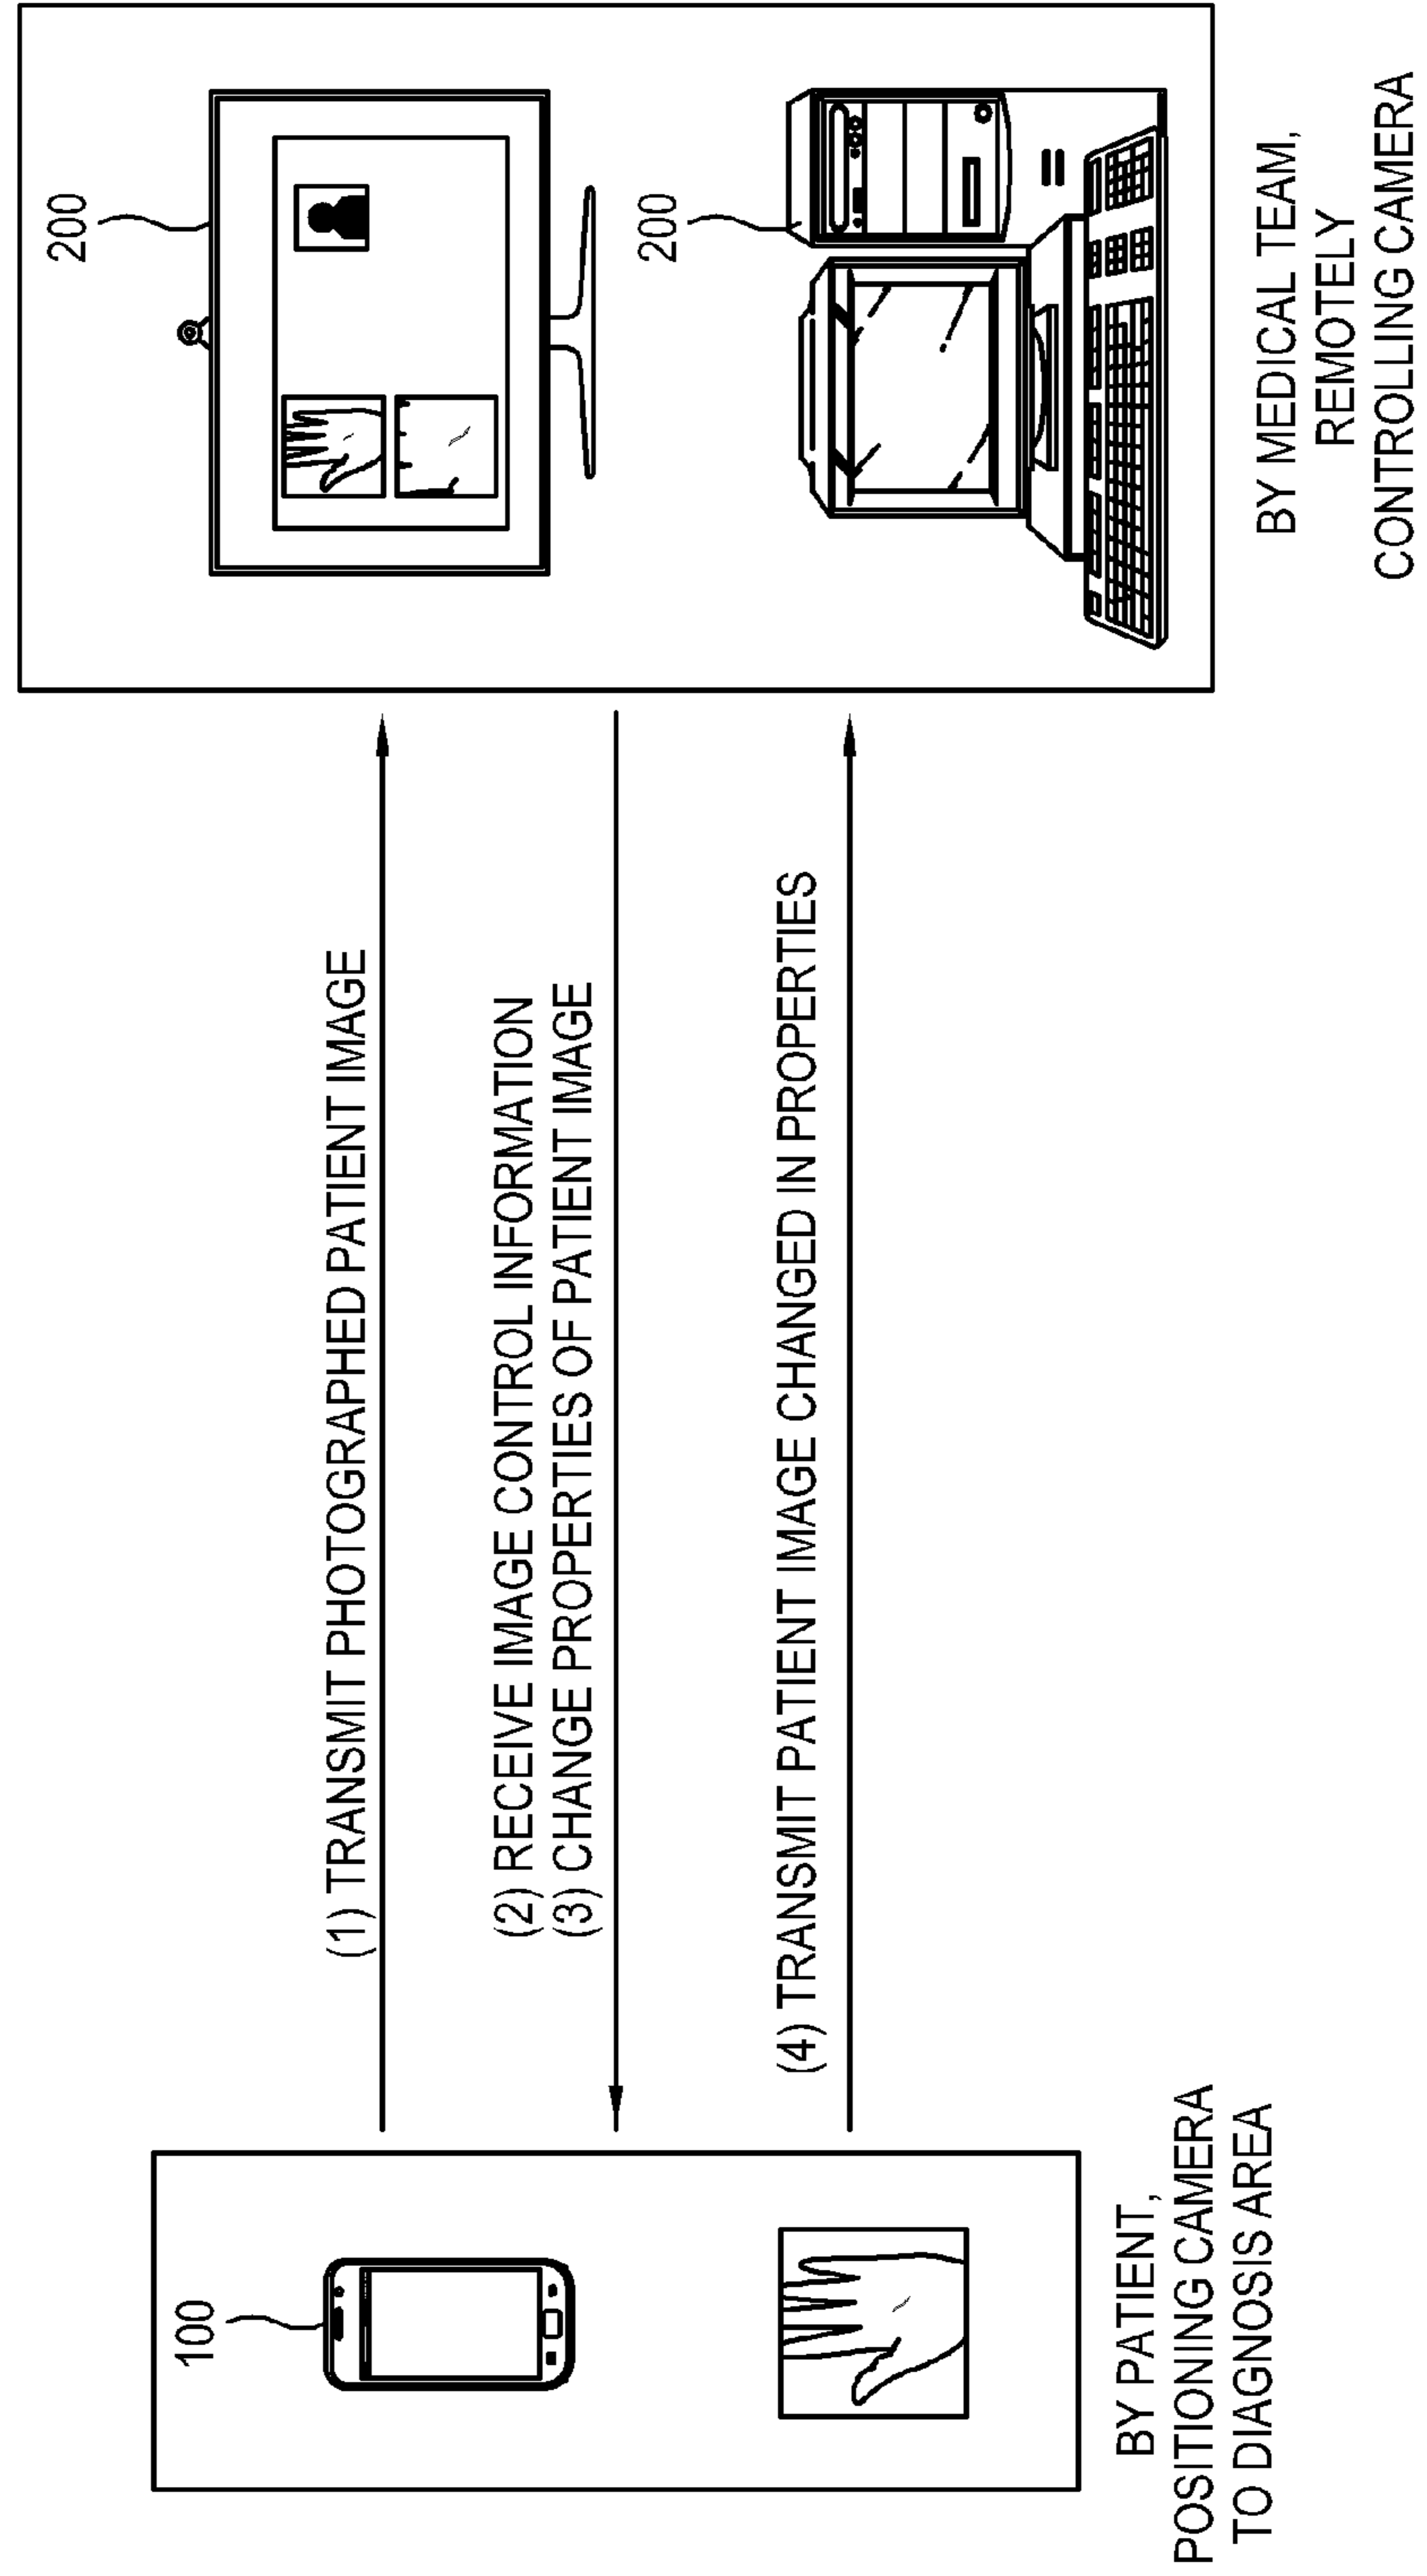 100
BY PATIENT,
POSITIONING CAMERA
TO DIAGNOSIS AREA
(1) TRANSMIT PHOTOGRAPHED PATIENT IMAGE
(2) RECEIVE IMAGE CONTROL INFORMATION
(3) CHANGE PROPERTIES OF PATIENT IMAGE
(4) TRANSMIT PATIENT IMAGE CHANGED IN PROPERTIES
200
200
BY MEDICAL TEAM,
REMOTELY
CONTROLLING CAMERA